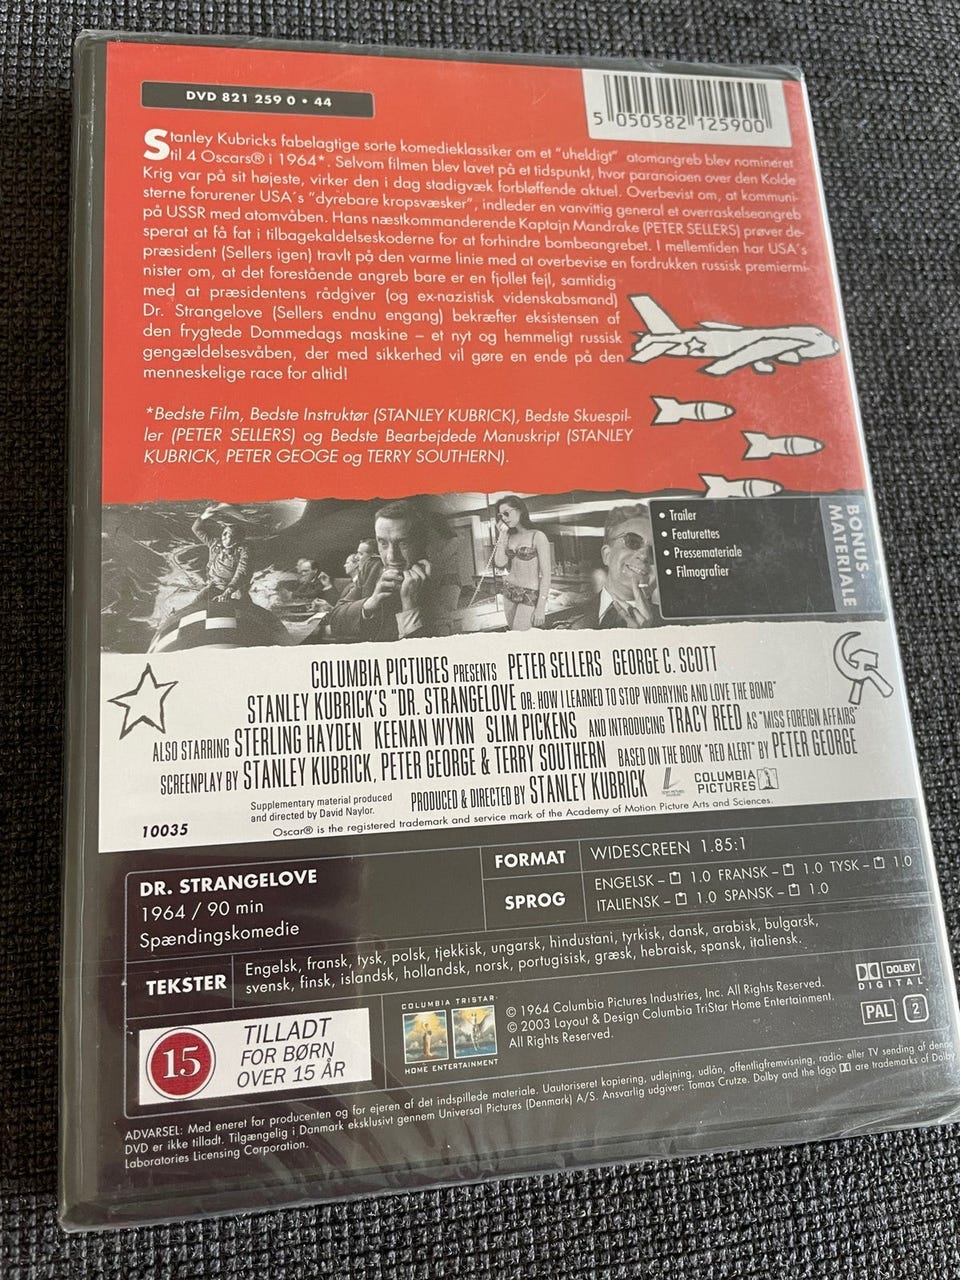 DVD 821 259 0 • 44
5 050582 125900
Stanley Kubricks fabelagtige sorte komedieklassiker om et "uheldigt" atomangreb blev nomineret
til 4 Oscars® i 1964*. Selvom filmen blev lavet på et tidspunkt, hvor paranoiaen over den Kolde
Krig var på sit højeste, virker den i dag stadigvæk forbløffende aktuel. Overbevist om, at kommuni-
sterne forurener USA´s "dyrebare kropsvæsker", indleder en vanvittig general et overraskelseangreb
på USSR med atomvåben. Hans næstkommanderende Kaptajn Mandrake (PETER SELLERS) prøver de-
sperat at få fat i tilbagekaldelseskoderne for at forhindre bombeangrebet. I mellemtiden har USA´s
præsident (Sellers igen) travlt på den varme linie med at overbevise en fordrukken russisk premiermi-
nister om, at det forestående angreb bare er en fjollet fejl, samtidig
med at præsidentens rådgiver (og ex-nazistisk videnskabsmand)
Dr. Strangelove (Sellers endnu engang) bekræfter eksistensen af
den frygtede Dommedags maskine – et nyt og hemmeligt russisk
gengældelsesvåben, der med sikkerhed vil gøre en ende på den
menneskelige race for altid!
*Bedste Film, Bedste Instruktør (STANLEY KUBRICK), Bedste Skuespil-
ler (PETER SELLERS) og Bedste Bearbejdede Manuskript (STANLEY
KUBRICK, PETER GEOGE og TERRY SOUTHERN).
• Trailer
• Featurettes
• Pressemateriale
• Filmografier
BONUS-
MATERIALE
COLUMBIA PICTURES PRESENTS PETER SELLERS GEORGE C. SCOTT
STANLEY KUBRICK'S "DR. STRANGELOVE OR: HOW I LEARNED TO STOP WORRYING AND LOVE THE BOMB"
ALSO STARRING STERLING HAYDEN KEENAN WYNN SLIM PICKENS AND INTRODUCING TRACY REED AS "MISS FOREIGN AFFAIRS"
SCREENPLAY BY STANLEY KUBRICK, PETER GEORGE & TERRY SOUTHERN BASED ON THE BOOK "RED ALERT" BY PETER GEORGE
PRODUCED & DIRECTED BY STANLEY KUBRICK
COLUMBIA
PICTURES
Supplementary material produced
and directed by David Naylor.
10035
Oscar® is the registered trademark and service mark of the Academy of Motion Picture Arts and Sciences.
DR. STRANGELOVE
1964 / 90 min
Spændingskomedie
FORMAT WIDESCREEN 1.85:1
SPROG
ENGELSK – 1.0 FRANSK – 1.0 TYSK – 1.0
ITALIENSK – 1.0 SPANSK – 1.0
TEKSTER
Engelsk, fransk, tysk, polsk, tjekkisk, ungarsk, hindustani, tyrkisk, dansk, arabisk, bulgarsk,
svensk, finsk, islandsk, hollandsk, norsk, portugisisk, græsk, hebraisk, spansk, italiensk.
15
TILLADT
FOR BØRN
OVER 15 ÅR
COLUMBIA TRISTAR
HOME ENTERTAINMENT
© 1964 Columbia Pictures Industries, Inc. All Rights Reserved.
© 2003 Layout & Design Columbia TriStar Home Entertainment.
All Rights Reserved.
DOLBY
DIGITAL
PAL 2
ADVARSEL: Med eneret for producenten og for ejeren af det indspillede materiale. Uautoriseret kopiering, udlejning, udlån, offentligfremvisning, radio- eller TV sending af denne
DVD er ikke tilladt. Tilgængelig i Danmark eksklusivt gennem Universal Pictures (Denmark) A/S. Ansvarlig udgiver: Tomas Crutze. Dolby and the logo are trademarks of Dolby
Laboratories Licensing Corporation.